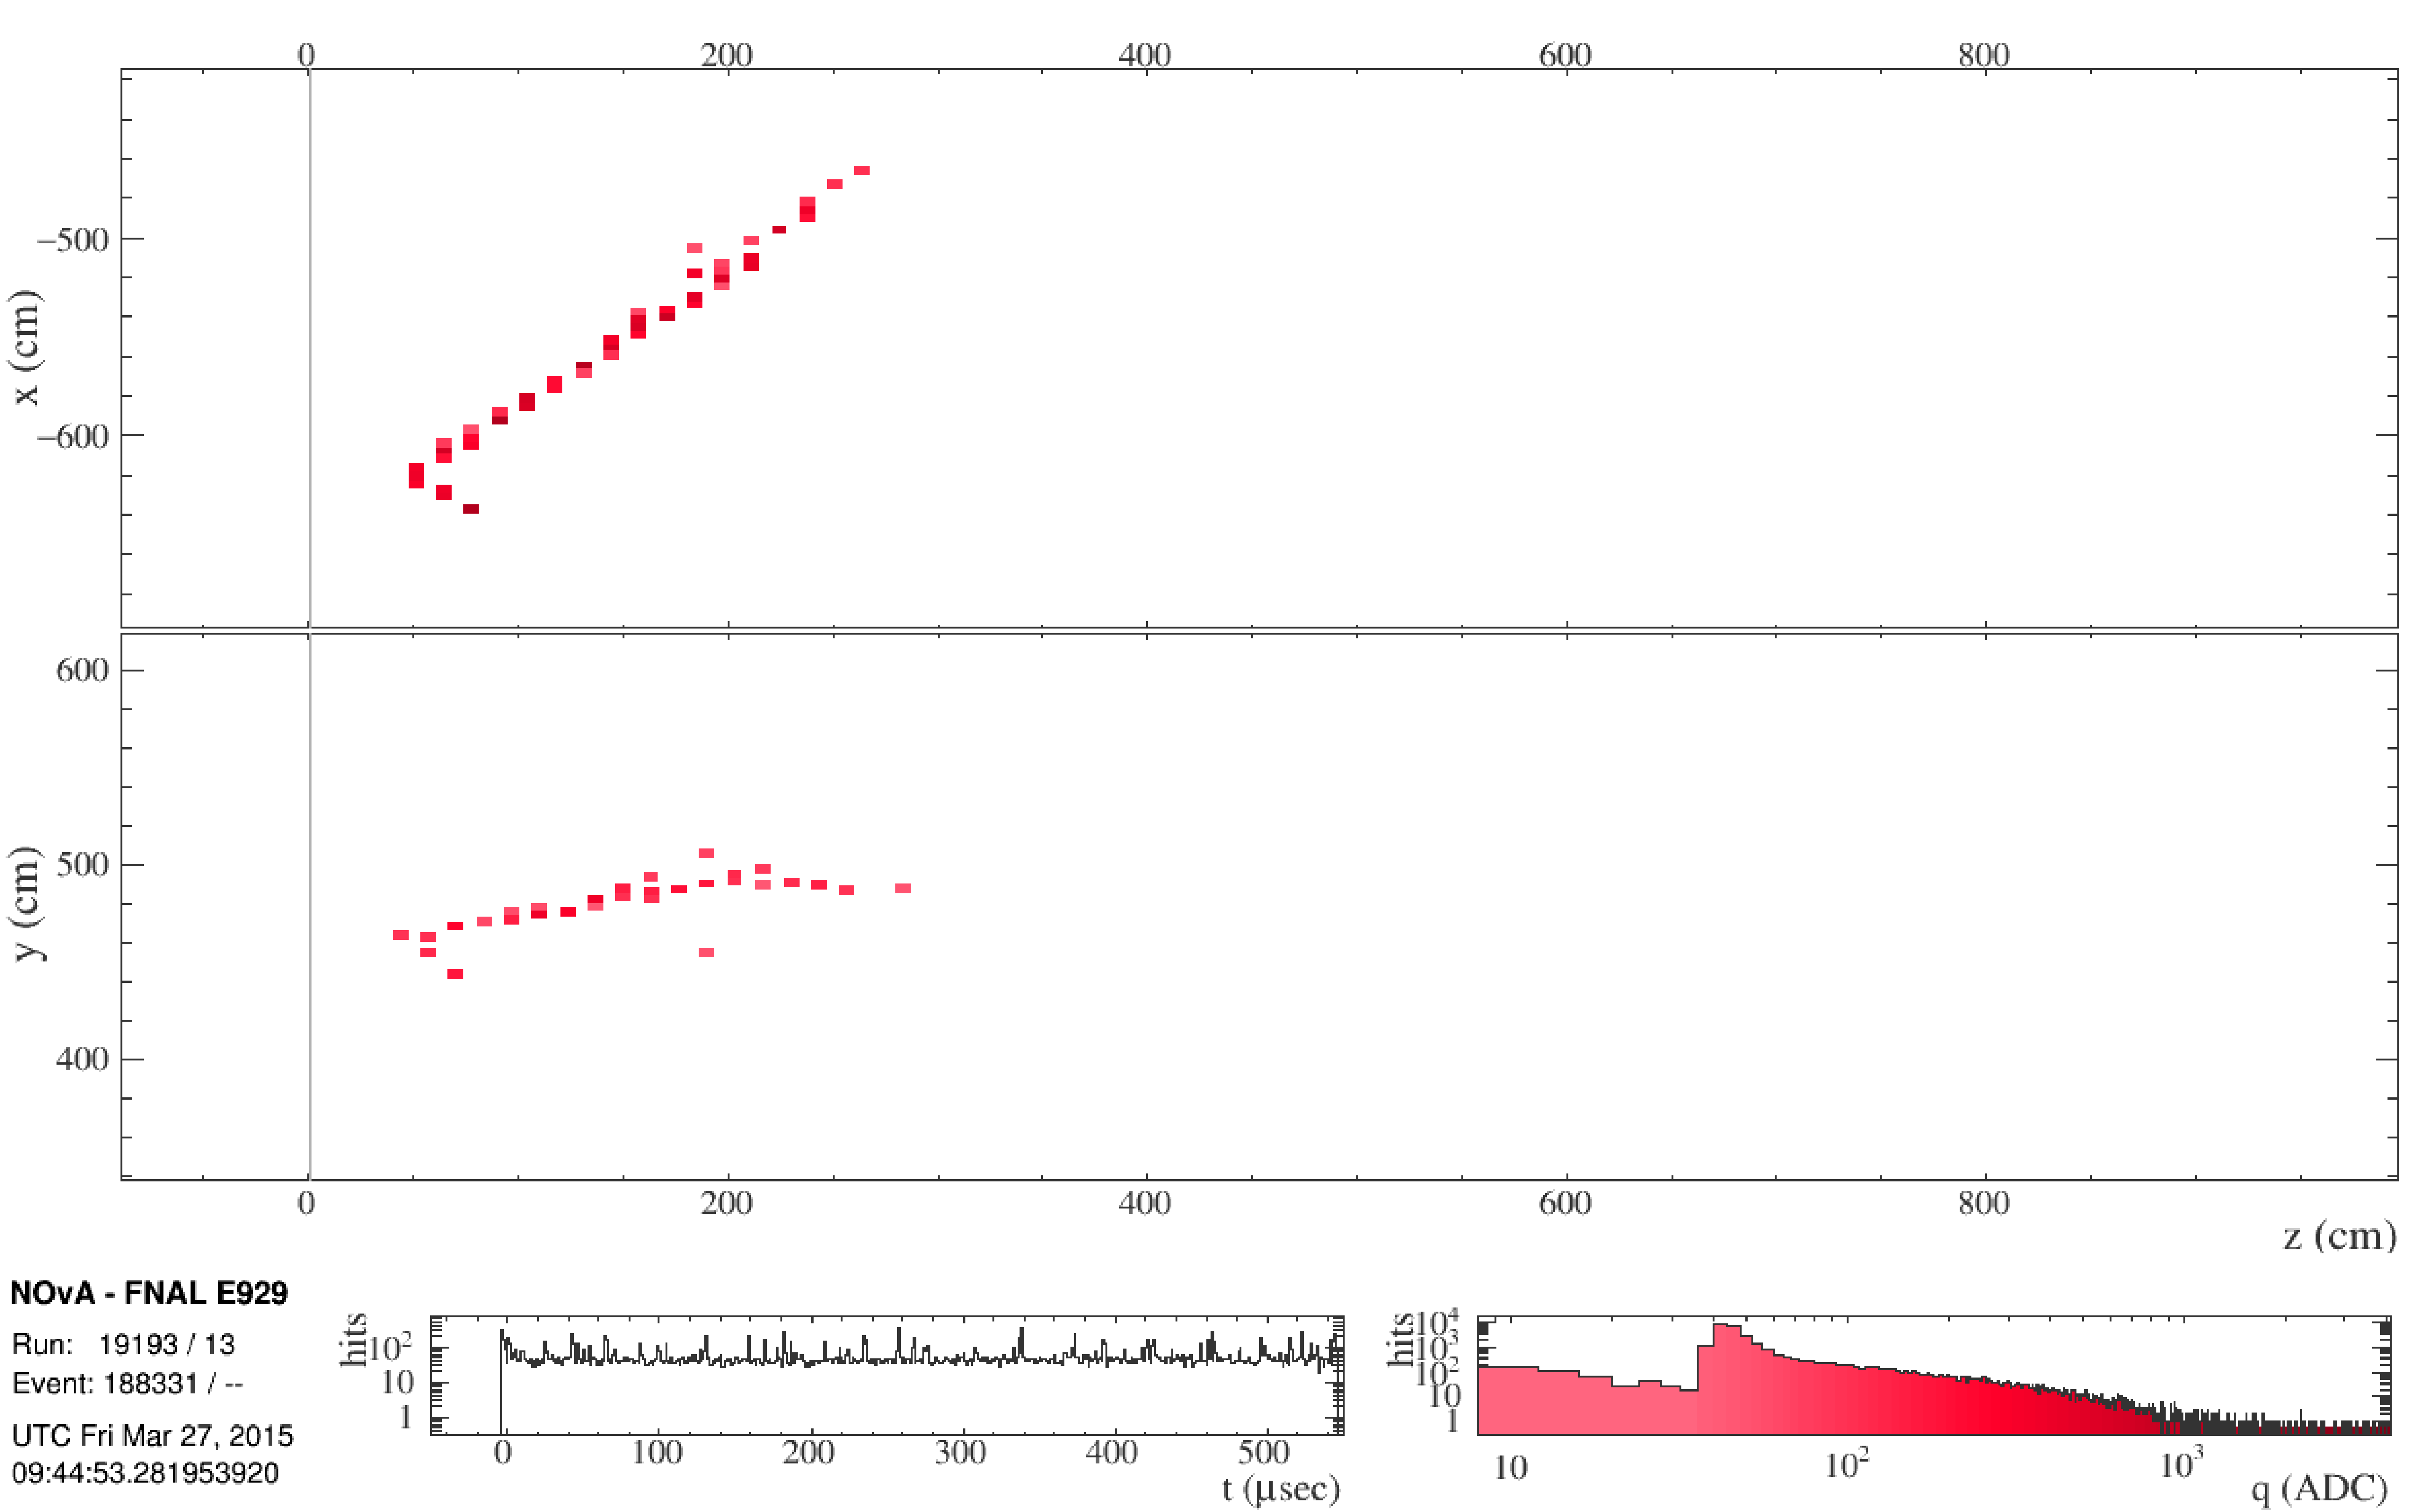 0 200 400 600 800
−500
x (cm)
−600
600
500
y (cm)
400
0 200 400 600 800
z (cm)
NOvA - FNAL E929
Run: 19193 / 13
Event: 188331 / --
UTC Fri Mar 27, 2015
09:44:53.281953920
hits
10²
10
1
0 100 200 300 400 500
t (μsec)
hits
10⁴
10³
10²
10
1
10 10² 10³
q (ADC)